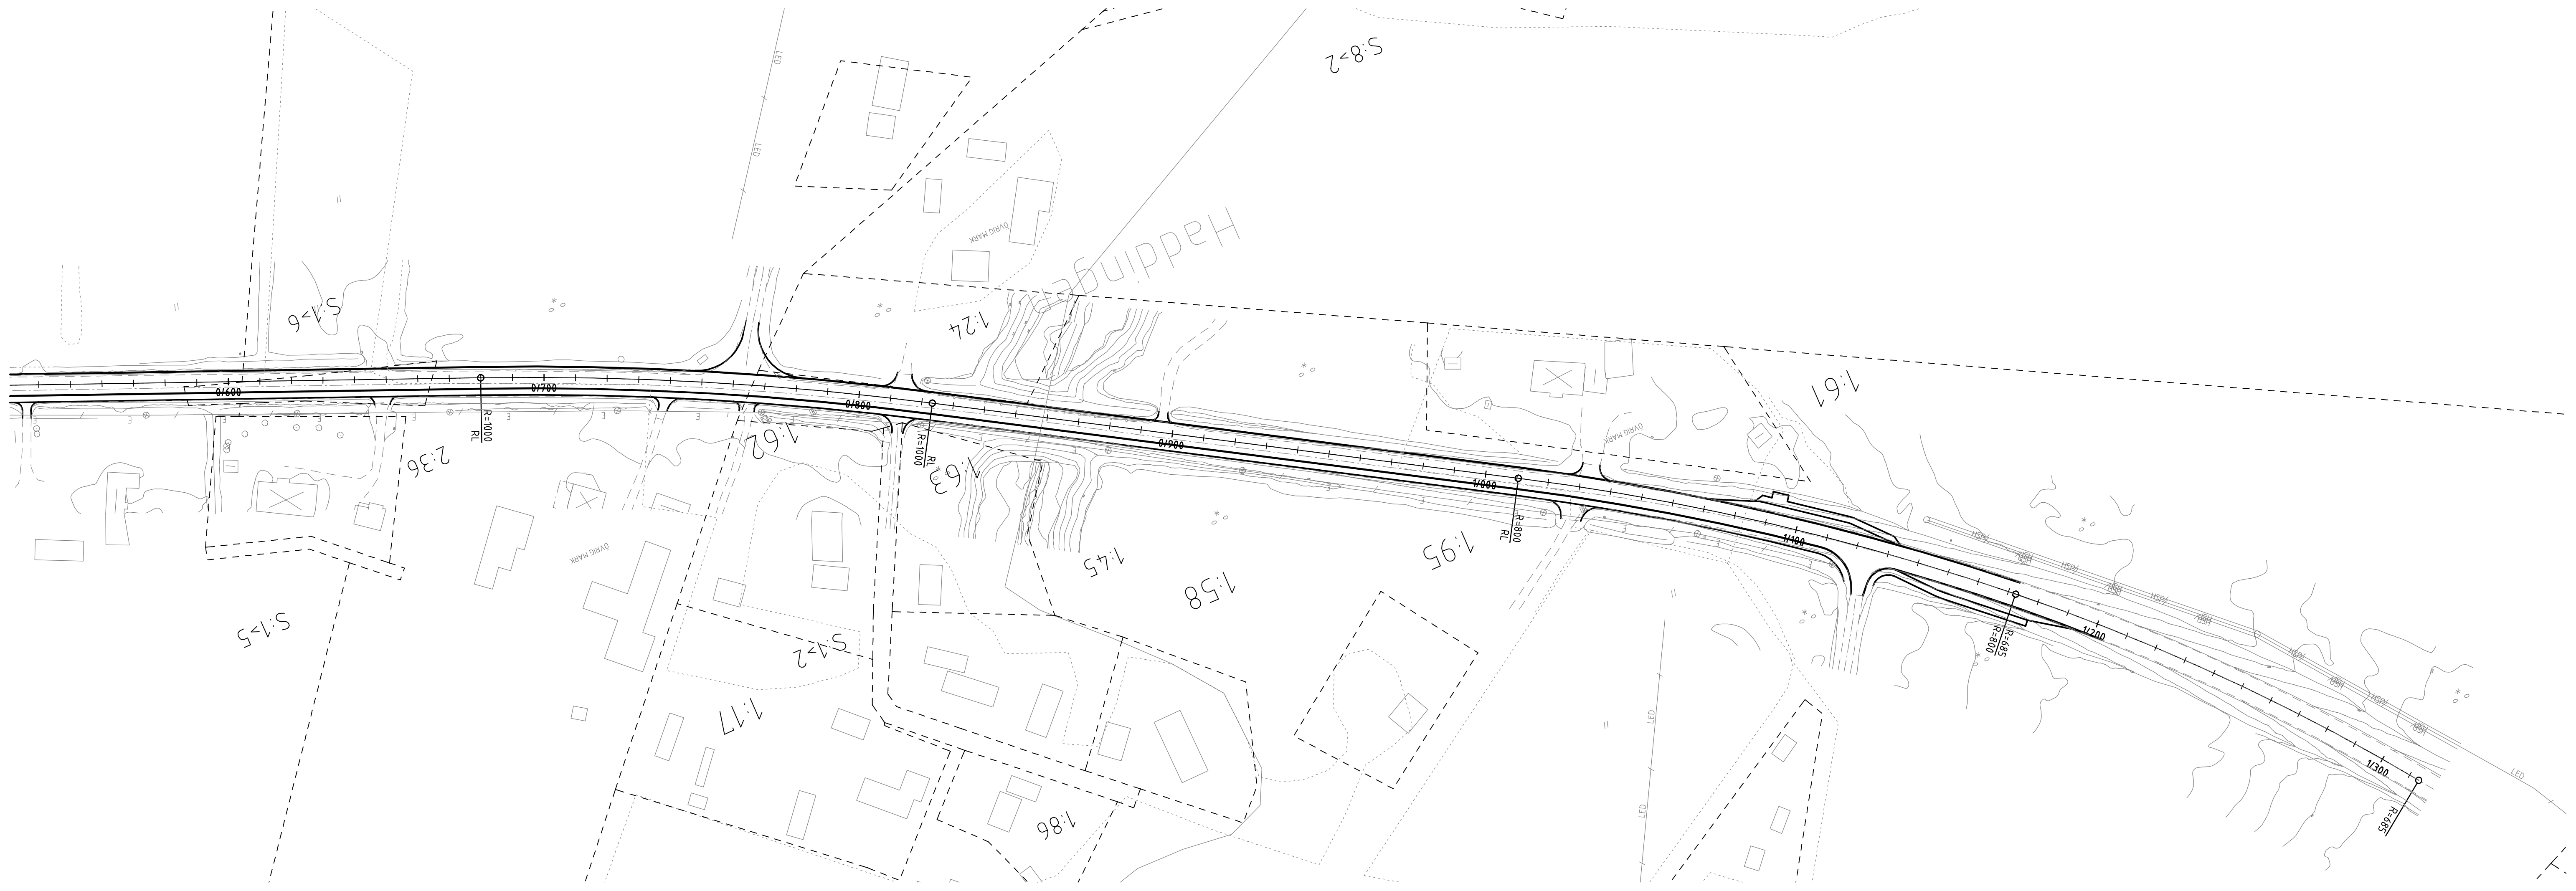 LED
LED
S:8>2
ÖVRIG MARK
Haddinge
S:1>6
1:24
1:61
0/600
0/700
0/800
0/900
1/000
1/100
1/200
1/300
R=1000
RL
RL
R=1000
R=800
RL
R=685
R=800
R=685
ÖVRIG MARK
2:36
1:62
1:63
1:45
1:58
1:95
ÖVRIG MARK
S:1>5
S:1>2
1:17
1:86
LED
LED
LED